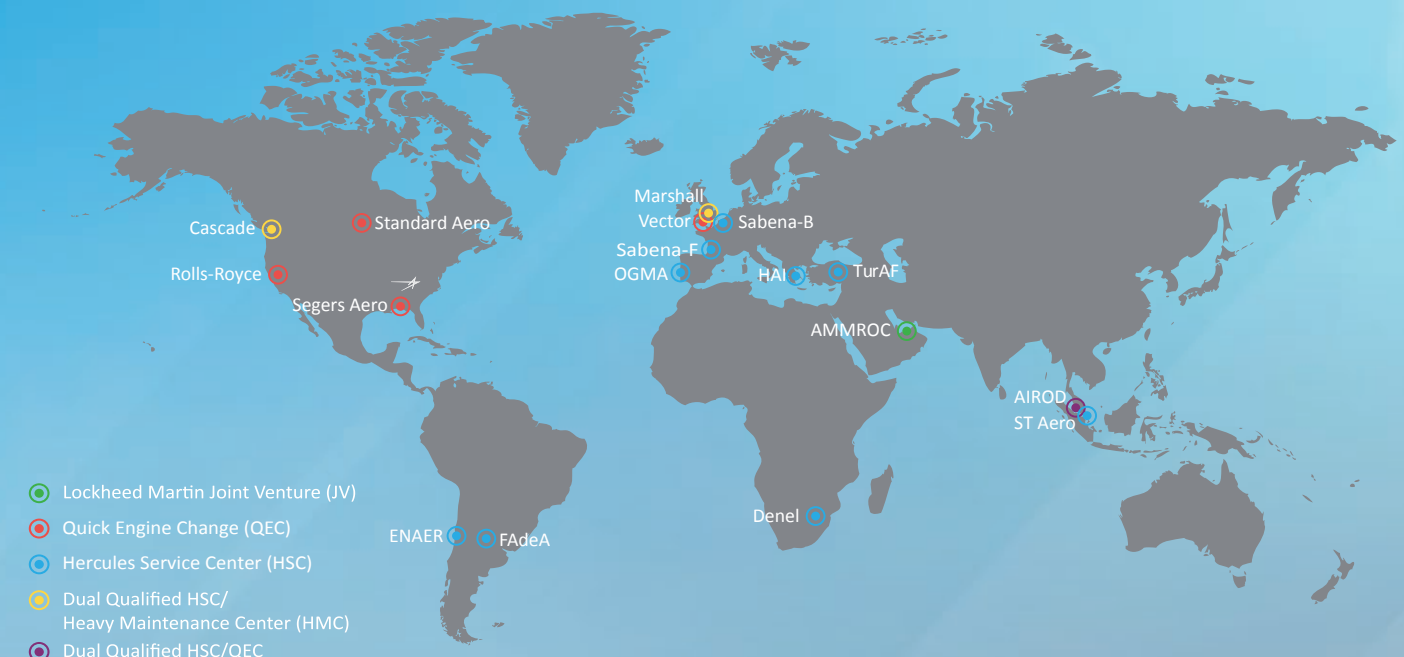 Marshall
Cascade
Standard Aero
Vector
Sabena-B
Sabena-F
Rolls-Royce
OGMA
HAI
TurAF
Segers Aero
AMMROC
AIROD
ST Aero
Lockheed Martin Joint Venture (JV)
Quick Engine Change (QEC)
Denel
ENAER
FAdeA
Hercules Service Center (HSC)
Dual Qualified HSC/
Heavy Maintenance Center (HMC)
Dual Qualified HSC/QEC